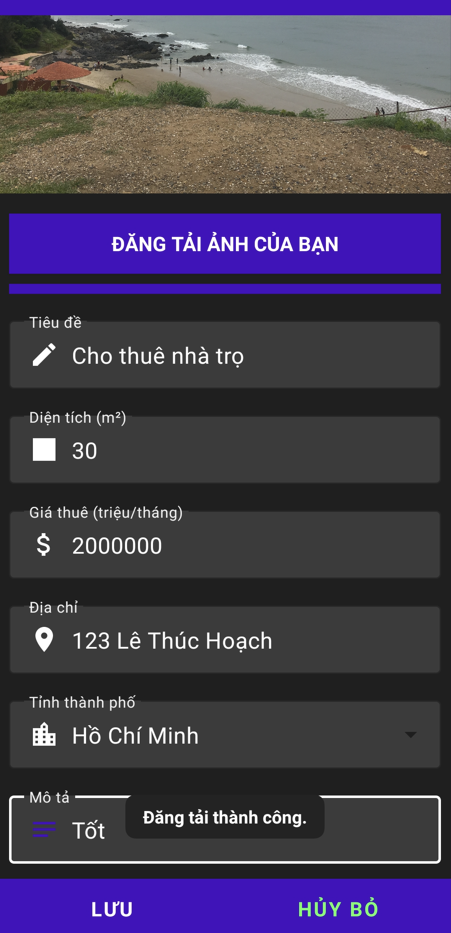 ĐĂNG TẢI ẢNH CỦA BẠN
Tiêu đề
Cho thuê nhà trọ
Diện tích (m²)
30
Giá thuê (triệu/tháng)
2000000
Địa chỉ
123 Lê Thúc Hoạch
Tỉnh thành phố
Hồ Chí Minh
Mô tả
Tốt
Đăng tải thành công.
LƯU
HỦY BỎ